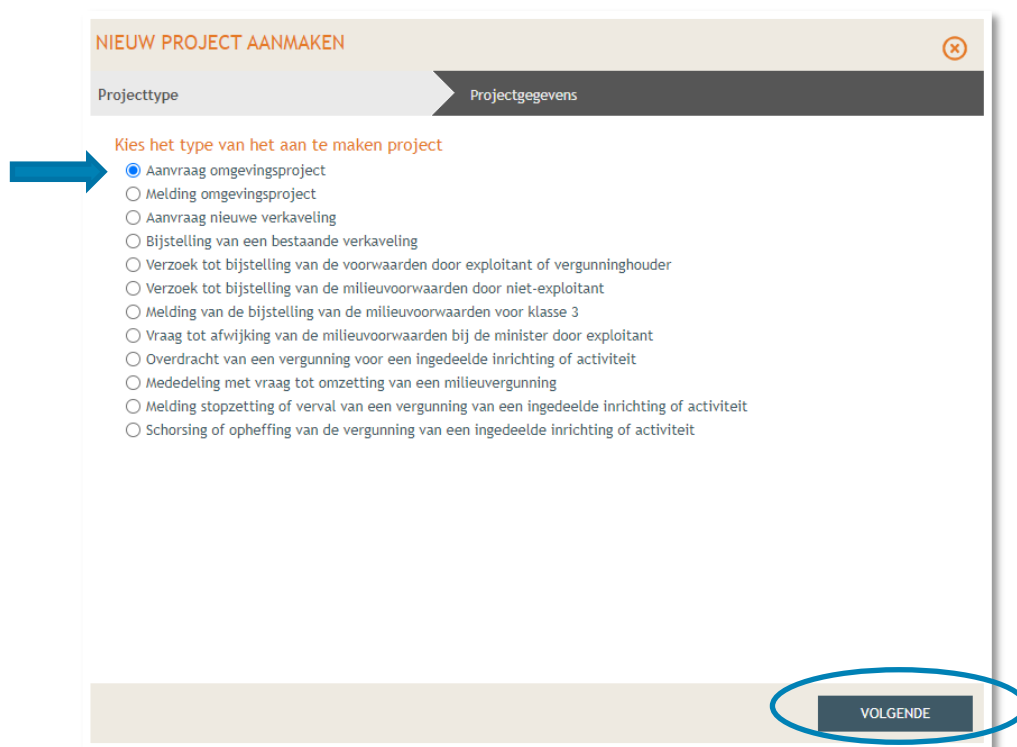 NIEUW PROJECT AANMAKEN
Projecttype
Projectgegevens
Kies het type van het aan te maken project
Aanvraag omgevingsproject
Melding omgevingsproject
Aanvraag nieuwe verkaveling
Bijstelling van een bestaande verkaveling
Verzoek tot bijstelling van de voorwaarden door exploitant of vergunninghouder
Verzoek tot bijstelling van de milieuvoorwaarden door niet-exploitant
Melding van de bijstelling van de milieuvoorwaarden voor klasse 3
Vraag tot afwijking van de milieuvoorwaarden bij de minister door exploitant
Overdracht van een vergunning voor een ingedeelde inrichting of activiteit
Mededeling met vraag tot omzetting van een milieuvergunning
Melding stopzetting of verval van een vergunning van een ingedeelde inrichting of activiteit
Schorsing of opheffing van de vergunning van een ingedeelde inrichting of activiteit
VOLGENDE